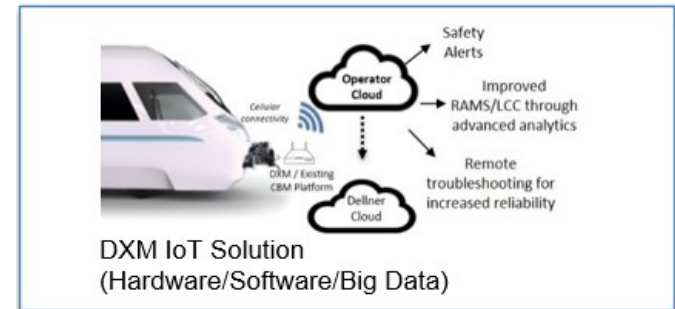 Safety
Alerts
Operator
Cloud
Cellular
connectivity
Improved
RAMS/LCC through
advanced analytics
DXM / Existing
CBM Platform
Remote
troubleshooting for
increased reliability
Dellner
Cloud
DXM IoT Solution
(Hardware/Software/Big Data)